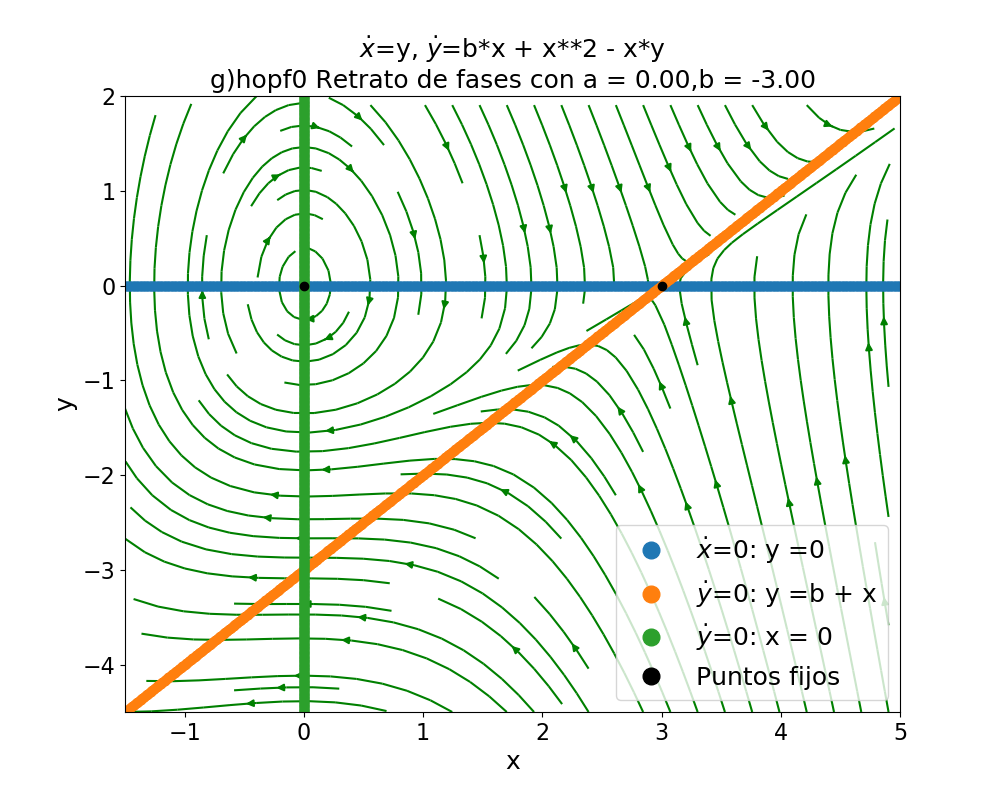 ẋ=y, ẏ=b*x + x**2 - x*y
g)hopf0 Retrato de fases con a = 0.00,b = -3.00
2
1
0
−1
−2
−3
−4
y
ẋ=0: y =0
ẏ=0: y =b + x
ẏ=0: x = 0
Puntos fijos
−1 0 1 2 3 4 5
x